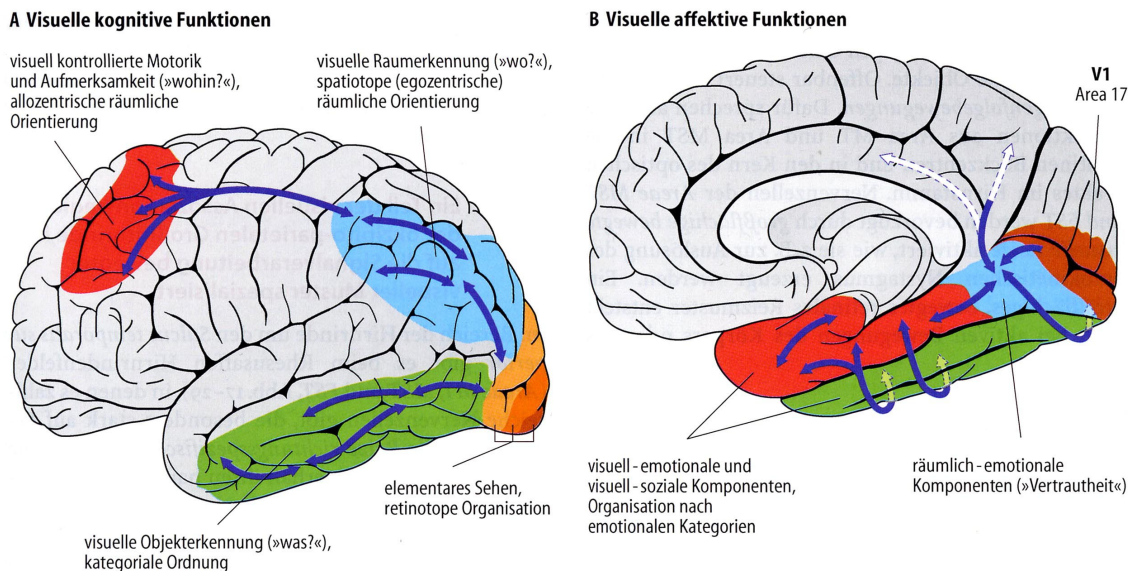 A Visuelle kognitive Funktionen
visuell kontrollierte Motorik
und Aufmerksamkeit (»wohin?«),
allozentrische räumliche
Orientierung
visuelle Raumerkennung (»wo?«),
spatiotope (egozentrische)
räumliche Orientierung
elementares Sehen,
retinotope Organisation
visuelle Objekterkennung (»was?«),
kategoriale Ordnung
B Visuelle affektive Funktionen
V1
Area 17
visuell-emotionale und
visuell-soziale Komponenten,
Organisation nach
emotionalen Kategorien
räumlich-emotionale
Komponenten (»Vertrautheit«)